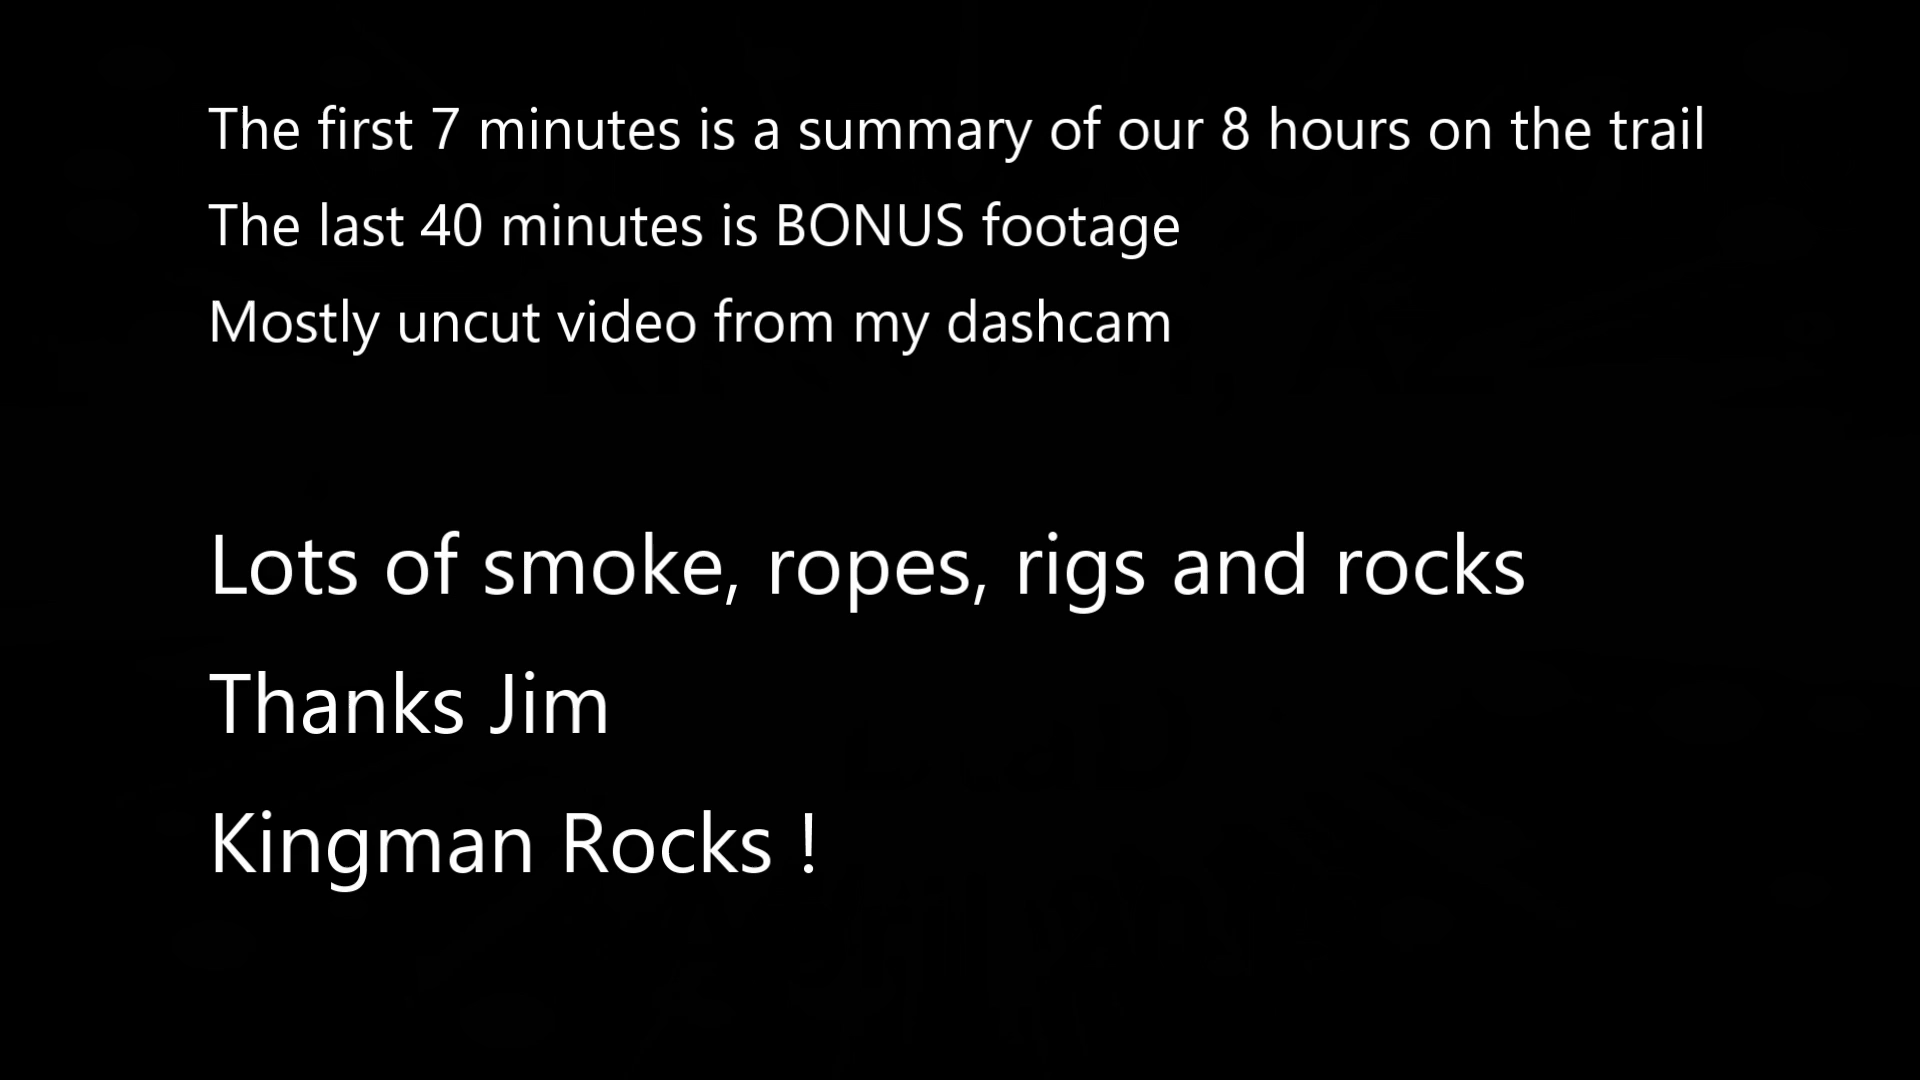 The first 7 minutes is a summary of our 8 hours on the trail
The last 40 minutes is BONUS footage
Mostly uncut video from my dashcam
Lots of smoke, ropes, rigs and rocks
Thanks Jim
Kingman Rocks !